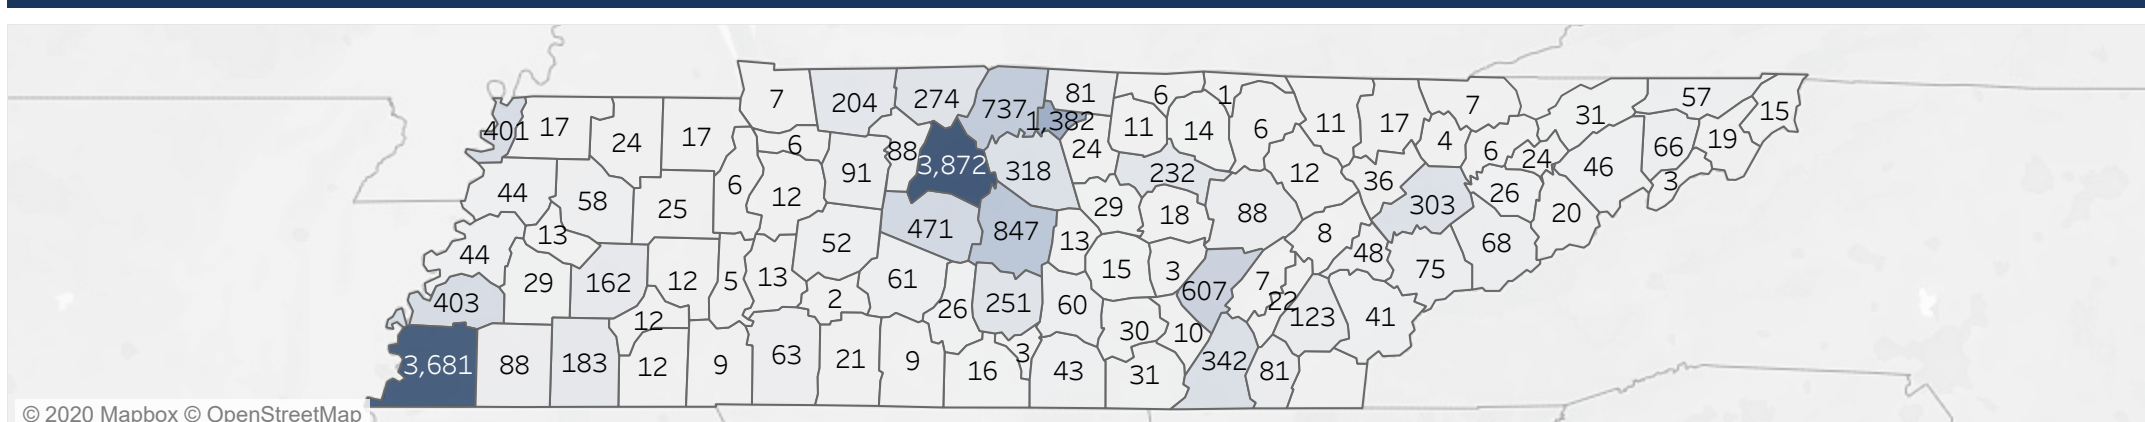 7 204 274 737 81 6 1 11 17 7 31 57 15
401 17 24 17 6 88 1,382 11 14 6 4 66 19
3,872 318 24 91 232 12 36 6 24 46 3
44 58 25 6 12 29 18 88 303 26 20
44 13 52 471 847 13 8 48 75 68
403 29 162 12 5 13 2 61 26 251 60 15 3 607 7 22 123 41
12 30 10
3,681 88 183 12 9 63 21 9 16 3 43 31 342 81
© 2020 Mapbox © OpenStreetMap